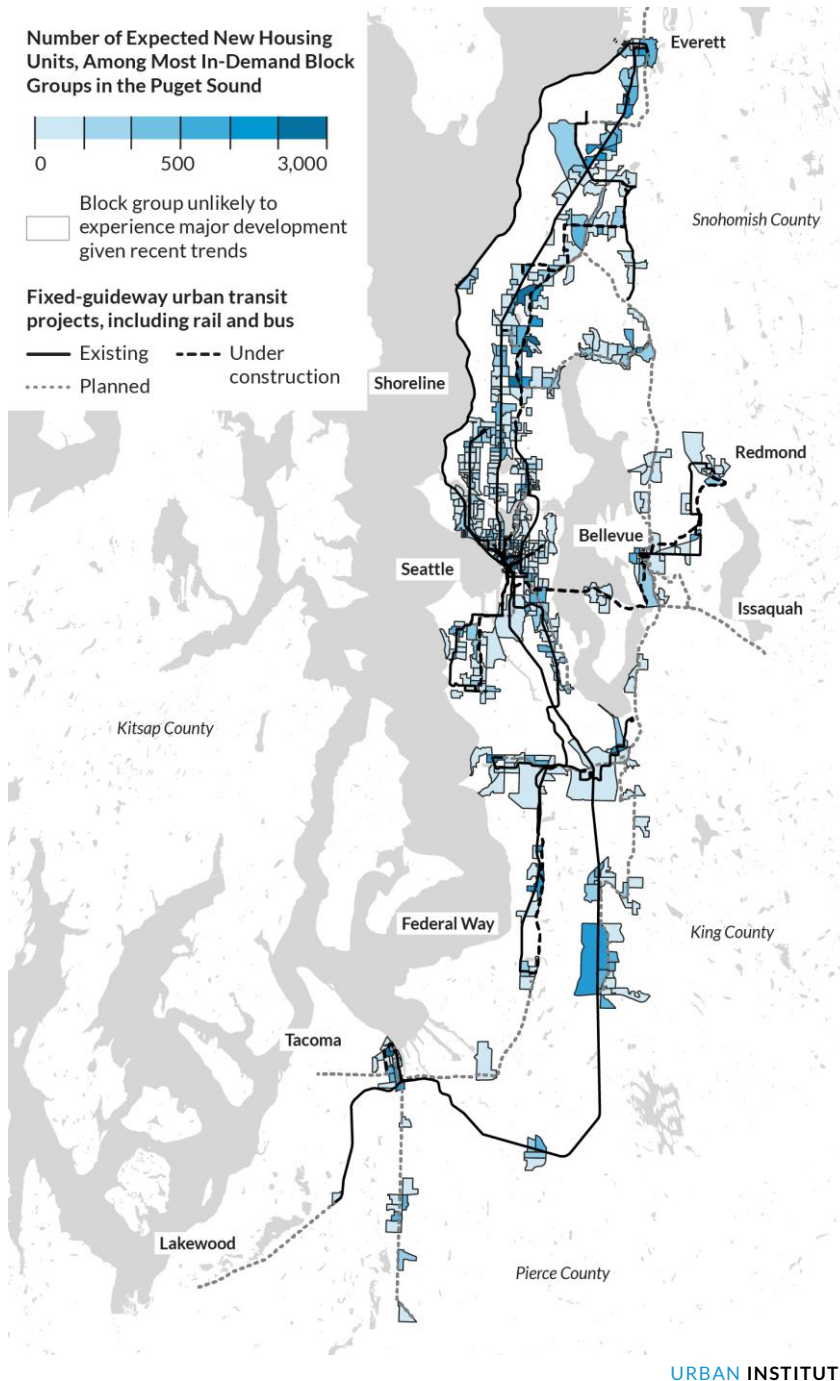 Number of Expected New Housing
Units, Among Most In-Demand Block
Groups in the Puget Sound
0 500 3,000
Block group unlikely to
experience major development
given recent trends
Fixed-guideway urban transit
projects, including rail and bus
Existing
Under
construction
Planned
Everett
Snohomish County
Shoreline
Redmond
Bellevue
Seattle
Issaquah
Kitsap County
Federal Way
King County
Tacoma
Lakewood
Pierce County
URBAN INSTITUT